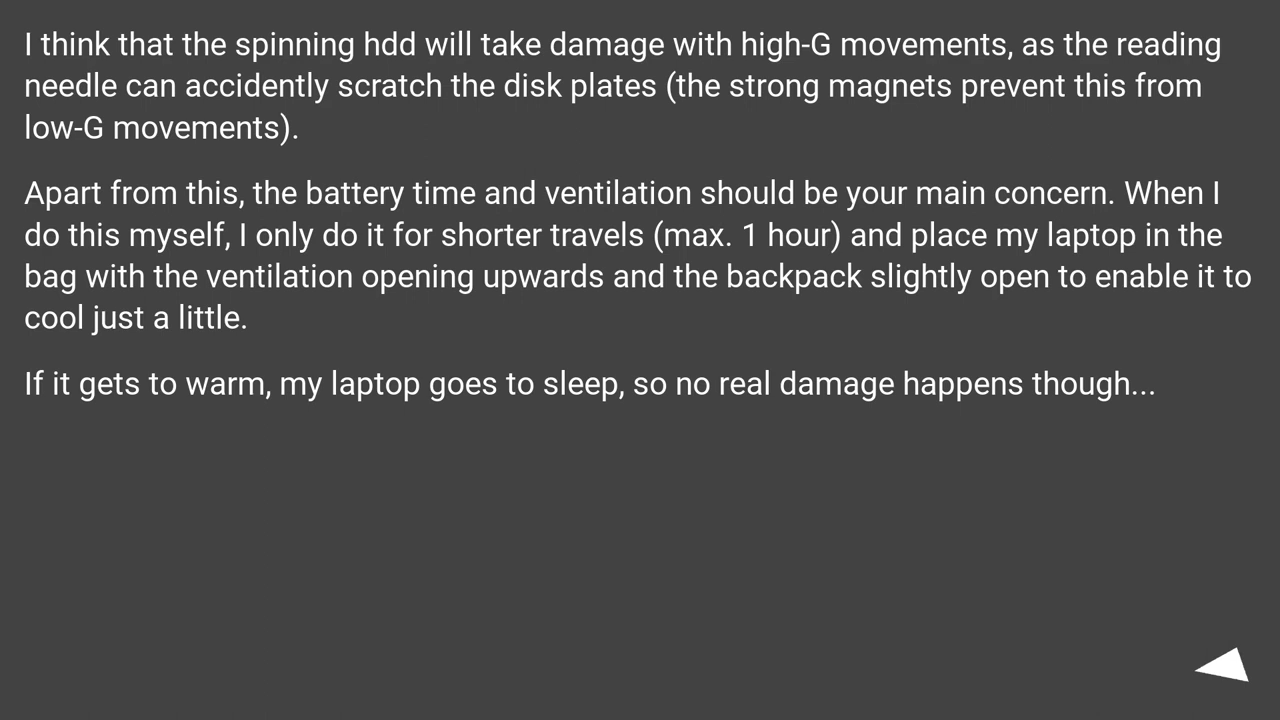 I think that the spinning hdd will take damage with high-G movements, as the reading
needle can accidently scratch the disk plates (the strong magnets prevent this from
low-G movements).
Apart from this, the battery time and ventilation should be your main concern. When I
do this myself, I only do it for shorter travels (max. 1 hour) and place my laptop in the
bag with the ventilation opening upwards and the backpack slightly open to enable it to
cool just a little.
If it gets to warm, my laptop goes to sleep, so no real damage happens though...